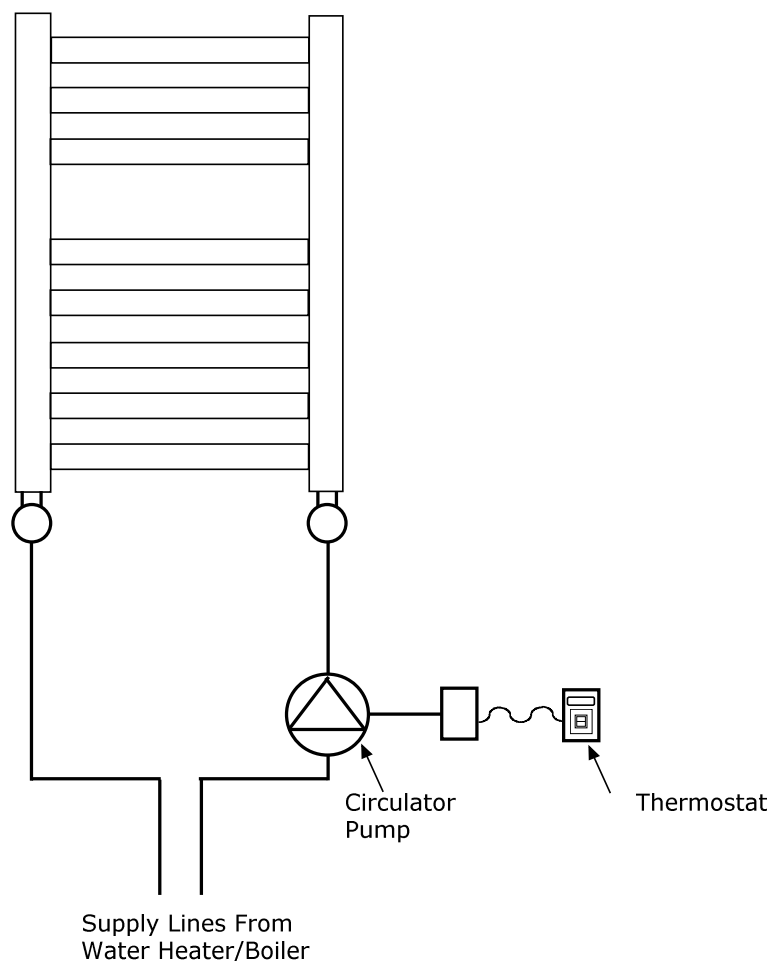 Circulator
Pump
Thermostat
Supply Lines From
Water Heater/Boiler